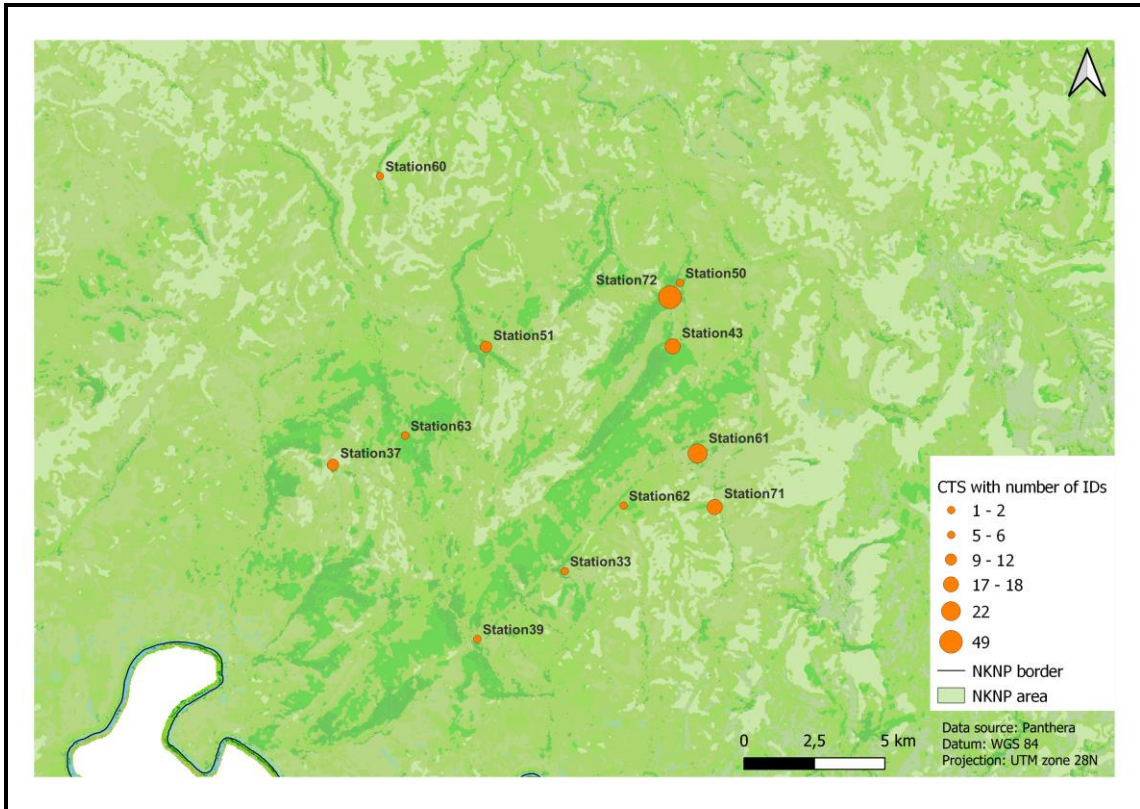 Station60
Station50
Station72
Station43
Station51
Station63
Station61
Station37
Station62
Station71
Station33
Station39
CTS with number of IDs
1 - 2
5 - 6
9 - 12
17 - 18
22
49
NKNP border
NKNP area
Data source: Panthera
Datum: WGS 84
Projection: UTM zone 28N
0 2,5 5 km